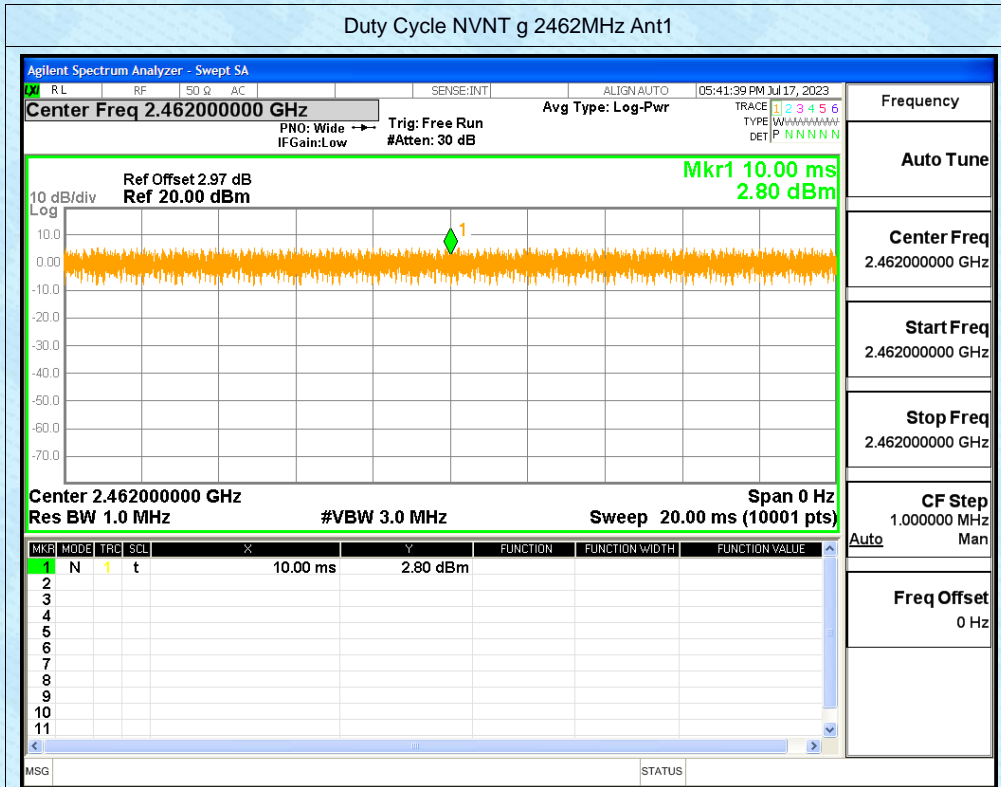 Duty Cycle NVNT g 2462MHz Ant1
Agilent Spectrum Analyzer - Swept SA
LXI RL RF 50 Ω AC SENSE:INT ALIGN AUTO 05:41:39 PM Jul 17, 2023
Center Freq 2.462000000 GHz
PNO: Wide
IFGain:Low
Trig: Free Run
#Atten: 30 dB
Avg Type: Log-Pwr
TRACE 1 2 3 4 5 6
TYPE WWWWWW
DET P N N N N N
Mkr1 10.00 ms
2.80 dBm
Ref Offset 2.97 dB
Ref 20.00 dBm
10 dB/div
Log
10.0
0.00
-10.0
-20.0
-30.0
-40.0
-50.0
-60.0
-70.0
1
Center 2.462000000 GHz
Span 0 Hz
Res BW 1.0 MHz
#VBW 3.0 MHz
Sweep 20.00 ms (10001 pts)
MKR MODE TRC SCL X Y FUNCTION FUNCTION WIDTH FUNCTION VALUE
1 N 1 t 10.00 ms 2.80 dBm
2
3
4
5
6
7
8
9
10
11
MSG
STATUS
Frequency
Auto Tune
Center Freq
2.462000000 GHz
Start Freq
2.462000000 GHz
Stop Freq
2.462000000 GHz
CF Step
1.000000 MHz
Auto Man
Freq Offset
0 Hz